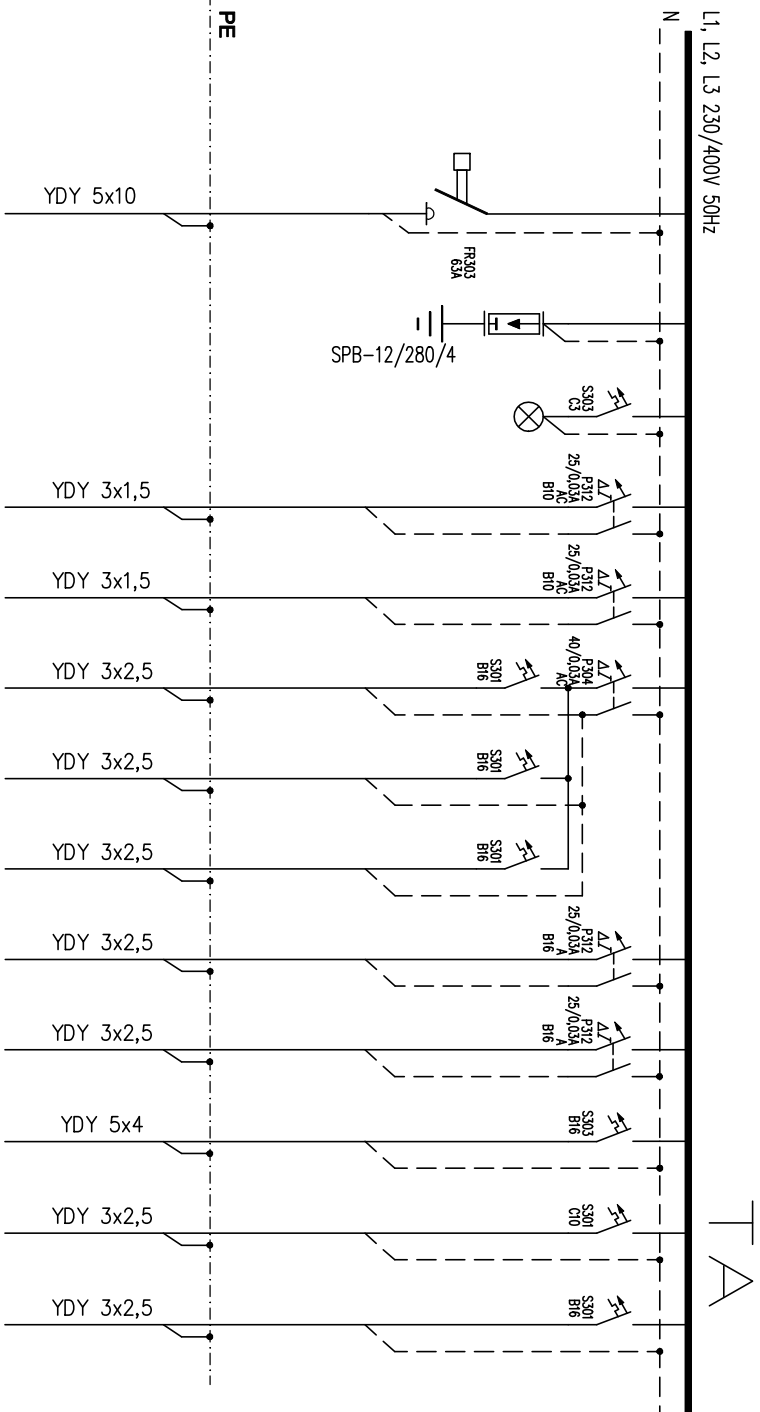 L1, L2, L3 230/400V 50Hz
N
PE
TA
YDY 5x10
FR303
63A
SPB-12/280/4
S303
C3
YDY 3x1,5
P312
25/0,03A
AC
B10
YDY 3x1,5
P312
25/0,03A
AC
B10
YDY 3x2,5
P304
40/0,03A
AC
S301
B16
YDY 3x2,5
S301
B16
YDY 3x2,5
S301
B16
YDY 3x2,5
P312
25/0,03A
A
B16
YDY 3x2,5
P312
25/0,03A
A
B16
YDY 5x4
S303
B16
YDY 3x2,5
S301
C10
YDY 3x2,5
S301
B16